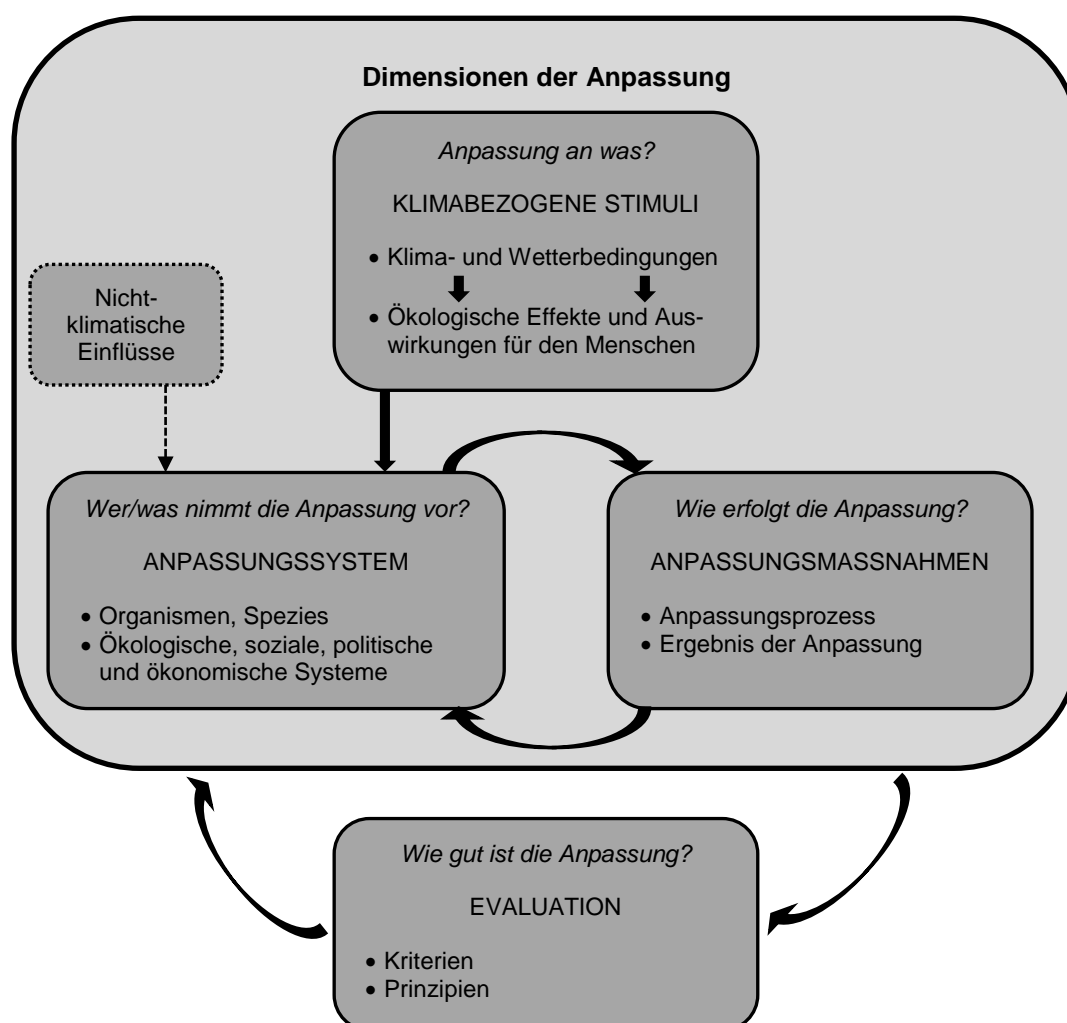 Dimensionen der Anpassung
Anpassung an was?
KLIMABEZOGENE STIMULI
• Klima- und Wetterbedingungen
• Ökologische Effekte und Aus-
wirkungen für den Menschen
Nicht-
klimatische
Einflüsse
Wer/was nimmt die Anpassung vor?
ANPASSUNGSSYSTEM
• Organismen, Spezies
• Ökologische, soziale, politische
und ökonomische Systeme
Wie erfolgt die Anpassung?
ANPASSUNGSMASSNAHMEN
• Anpassungsprozess
• Ergebnis der Anpassung
Wie gut ist die Anpassung?
EVALUATION
• Kriterien
• Prinzipien